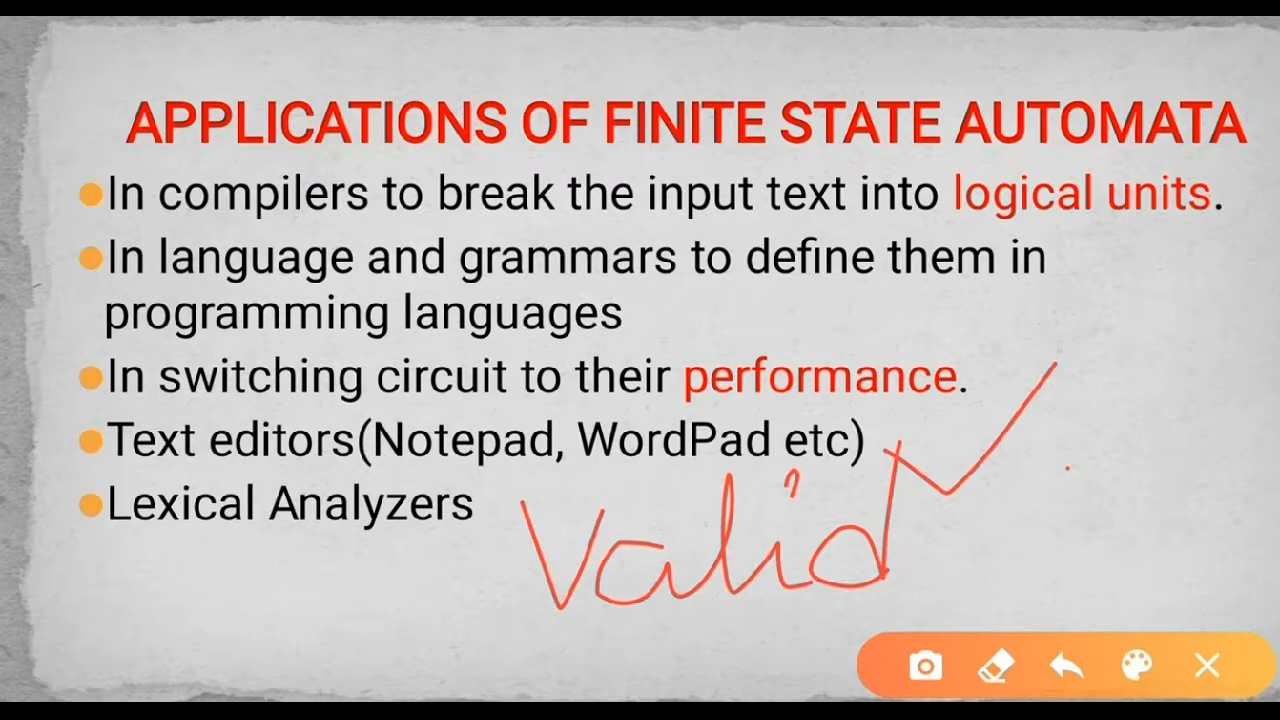 APPLICATIONS OF FINITE STATE AUTOMATA
In compilers to break the input text into logical units.
In language and grammars to define them in
programming languages
In switching circuit to their performance.
Text editors(Notepad, WordPad etc)
Lexical Analyzers
Valid